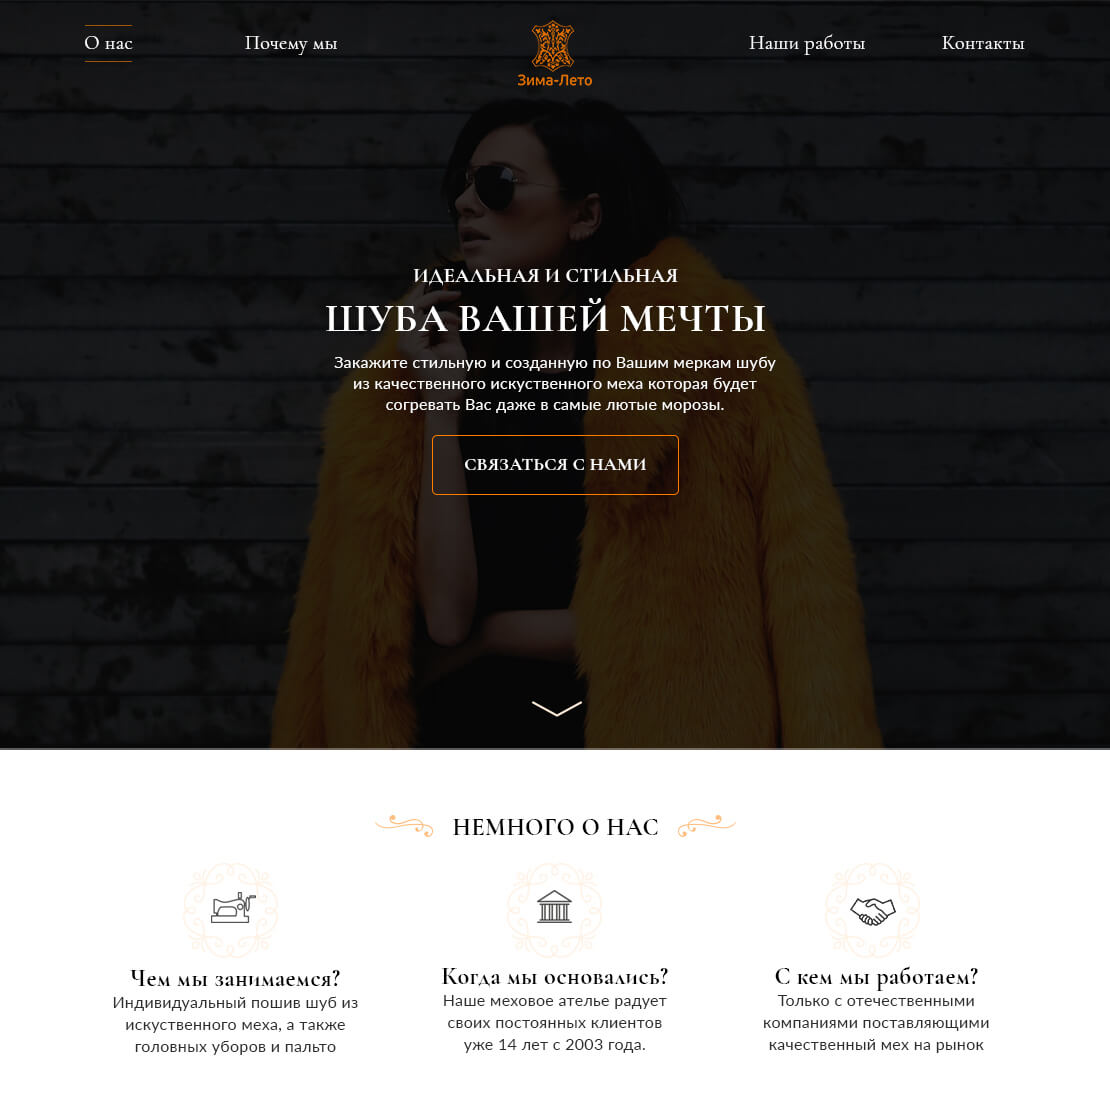 О нас
Почему мы
Зима-Лето
Наши работы
Контакты
ИДЕАЛЬНАЯ И СТИЛЬНАЯ
ШУБА ВАШЕЙ МЕЧТЫ
Закажите стильную и созданную по Вашим меркам шубу
из качественного искуственного меха которая будет
согревать Вас даже в самые лютые морозы.
СВЯЗАТЬСЯ С НАМИ
НЕМНОГО О НАС
Чем мы занимаемся?
Индивидуальный пошив шуб из
искуственного меха, а также
головных уборов и пальто
Когда мы основались?
Наше меховое ателье радует
своих постоянных клиентов
уже 14 лет с 2003 года.
С кем мы работаем?
Только с отечественными
компаниями поставляющими
качественный мех на рынок